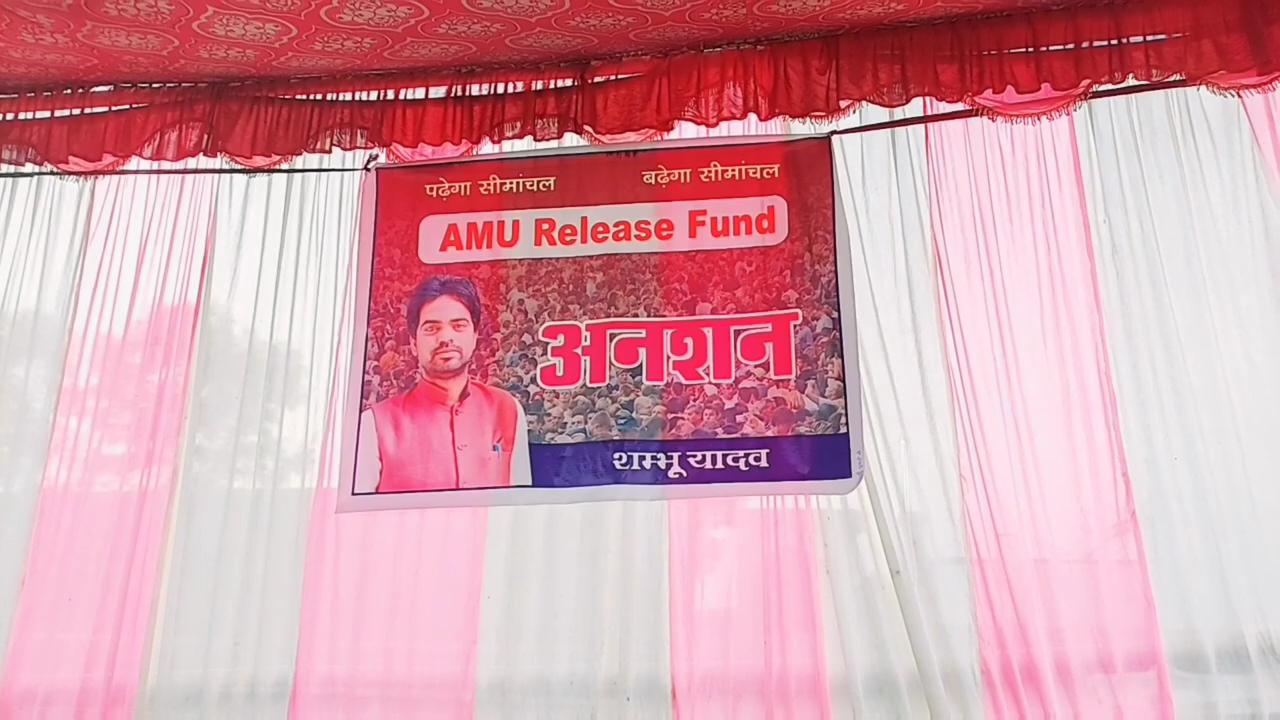 पढ़ेगा सीमांचल बढ़ेगा सीमांचल
AMU Release Fund
अनशन
शम्भू यादव